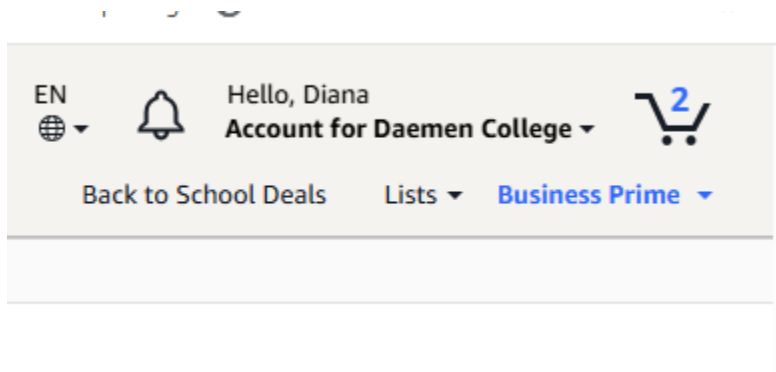 EN
Hello, Diana
Account for Daemen College
2
Back to School Deals
Lists
Business Prime